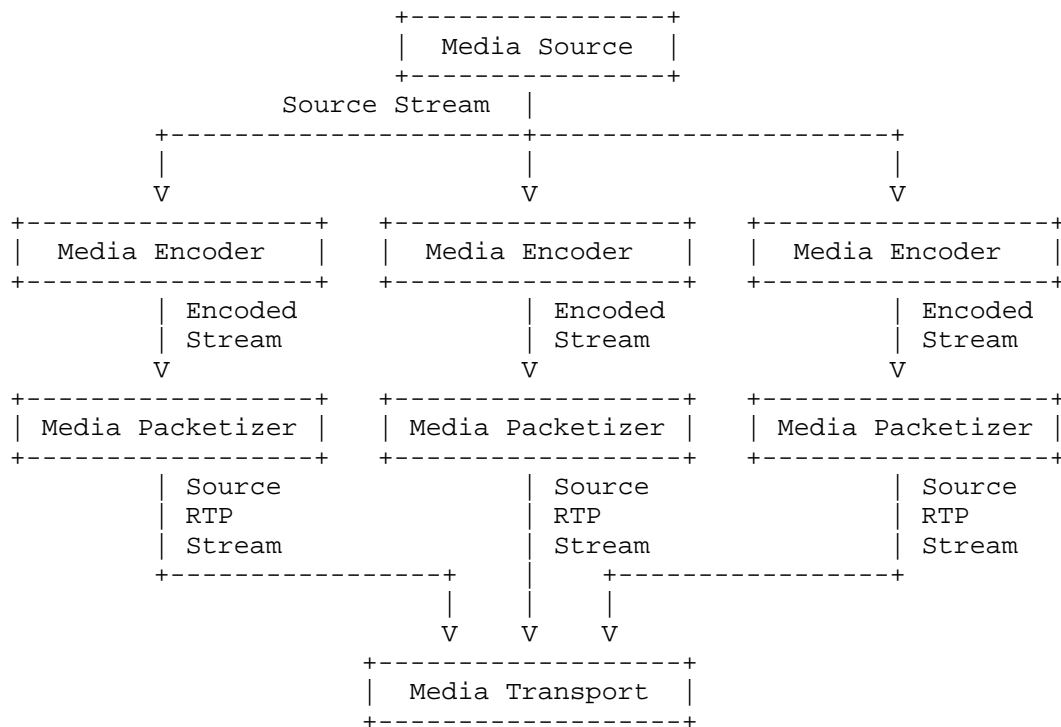 Media Source
Source Stream
Media Encoder Media Encoder Media Encoder
Encoded Encoded Encoded
Stream Stream Stream
Media Packetizer Media Packetizer Media Packetizer
Source Source Source
RTP RTP RTP
Stream Stream Stream
Media Transport